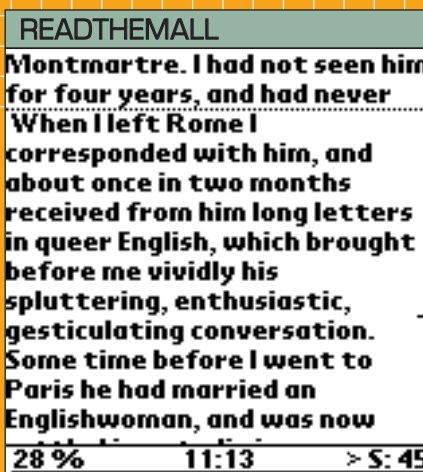 READTHEMALL
Montmartre. I had not seen him
for four years, and had never
When I left Rome I
corresponded with him, and
about once in two months
received from him long letters
in queer English, which brought
before me vividly his
spluttering, enthusiastic,
gesticulating conversation.
Some time before I went to
Paris he had married an
Englishwoman, and was now
28 % 11:13 > S: 45